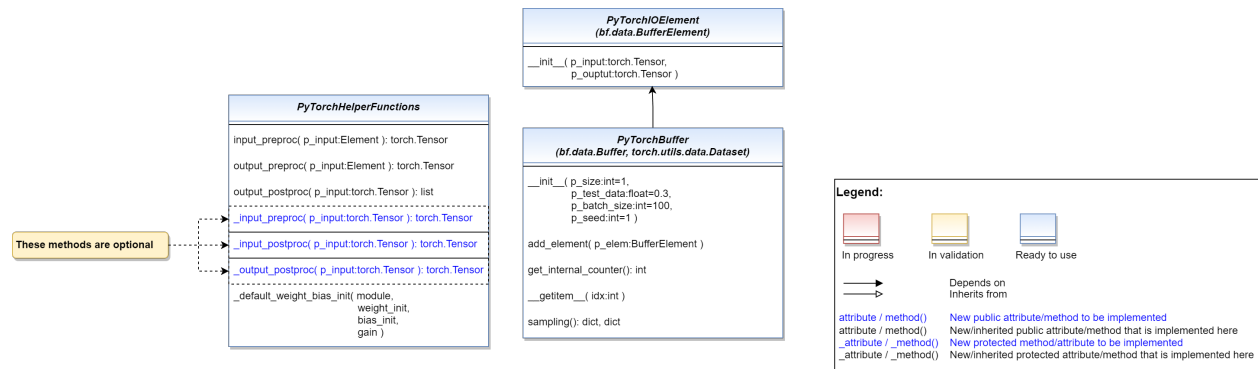 PyTorchIOElement
(bf.data.BufferElement)
__init__( p_input:torch.Tensor,
p_ouptut:torch.Tensor )
PyTorchHelperFunctions
input_preproc( p_input:Element ): torch.Tensor
output_preproc( p_input:Element ): torch.Tensor
output_postproc( p_input:torch.Tensor ): list
_input_preproc( p_input:torch.Tensor ): torch.Tensor
_input_postproc( p_input:torch.Tensor ): torch.Tensor
_output_postproc( p_input:torch.Tensor ): torch.Tensor
_default_weight_bias_init( module,
weight_init,
bias_init,
gain )
These methods are optional
PyTorchBuffer
(bf.data.Buffer, torch.utils.data.Dataset)
__init__( p_size:int=1,
p_test_data:float=0.3,
p_batch_size:int=100,
p_seed:int=1 )
add_element( p_elem:BufferElement )
get_internal_counter(): int
__getitem__( idx:int )
sampling(): dict, dict
Legend:
In progress In validation Ready to use
Depends on
Inherits from
attribute / method() New public attribute/method to be implemented
attribute / method() New/inherited public attribute/method that is implemented here
_attribute / _method() New protected method/attribute to be implemented
_attribute / _method() New/inherited protected attribute/method that is implemented here